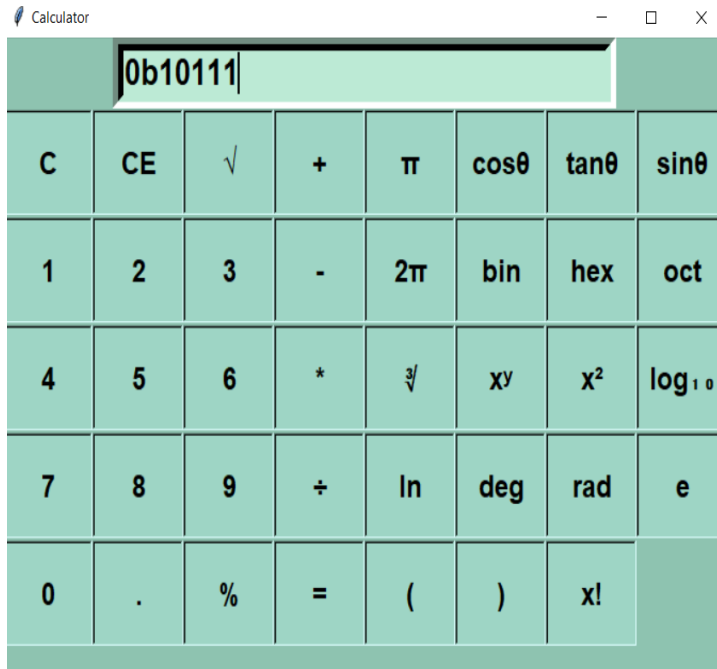 Calculator
0b10111
C CE √ + π cosθ tanθ sinθ
1 2 3 - 2π bin hex oct
4 5 6 * ∛ xʸ x² log₁₀
7 8 9 ÷ ln deg rad e
0 . % = ( ) x!